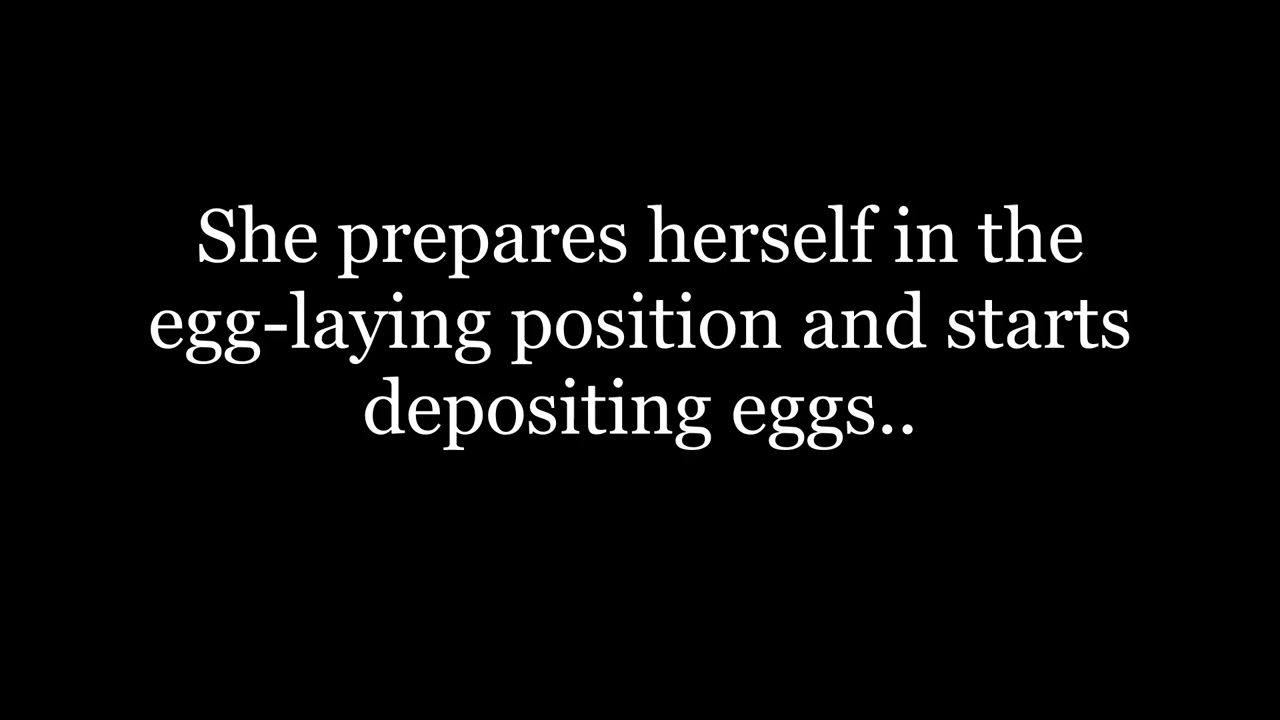 She prepares herself in the
egg-laying position and starts
depositing eggs..